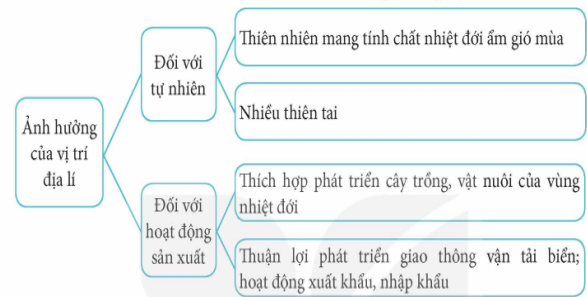 Ảnh hưởng
của vị trí
địa lí
Đối với
tự nhiên
Thiên nhiên mang tính chất nhiệt đới ẩm gió mùa
Nhiều thiên tai
Đối với
hoạt động
sản xuất
Thích hợp phát triển cây trồng, vật nuôi của vùng
nhiệt đới
Thuận lợi phát triển giao thông vận tải biển;
hoạt động xuất khẩu, nhập khẩu